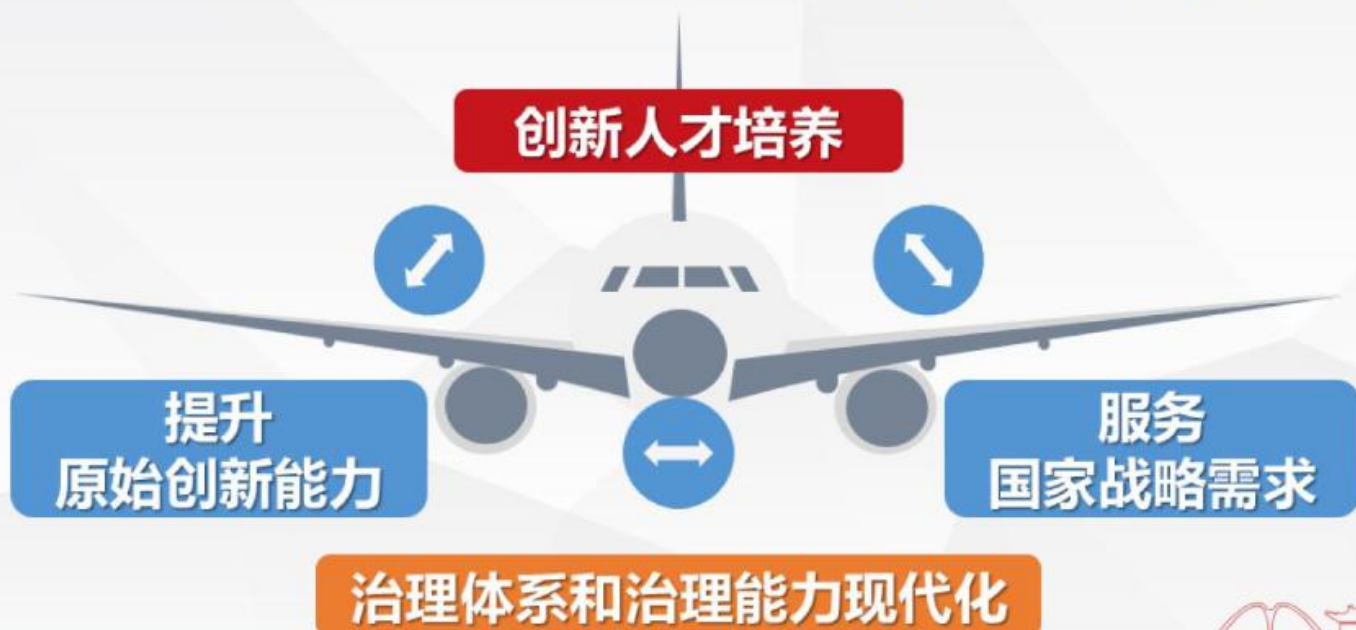 创新人才培养
提升
原始创新能力
服务
国家战略需求
治理体系和治理能力现代化